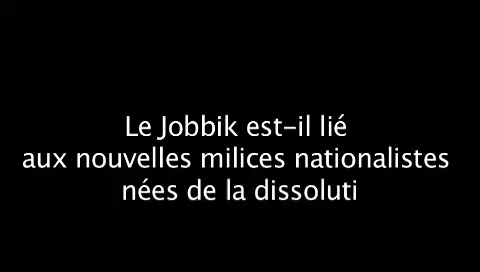 Le Jobbik est-il lié
aux nouvelles milices nationalistes
nées de la dissoluti